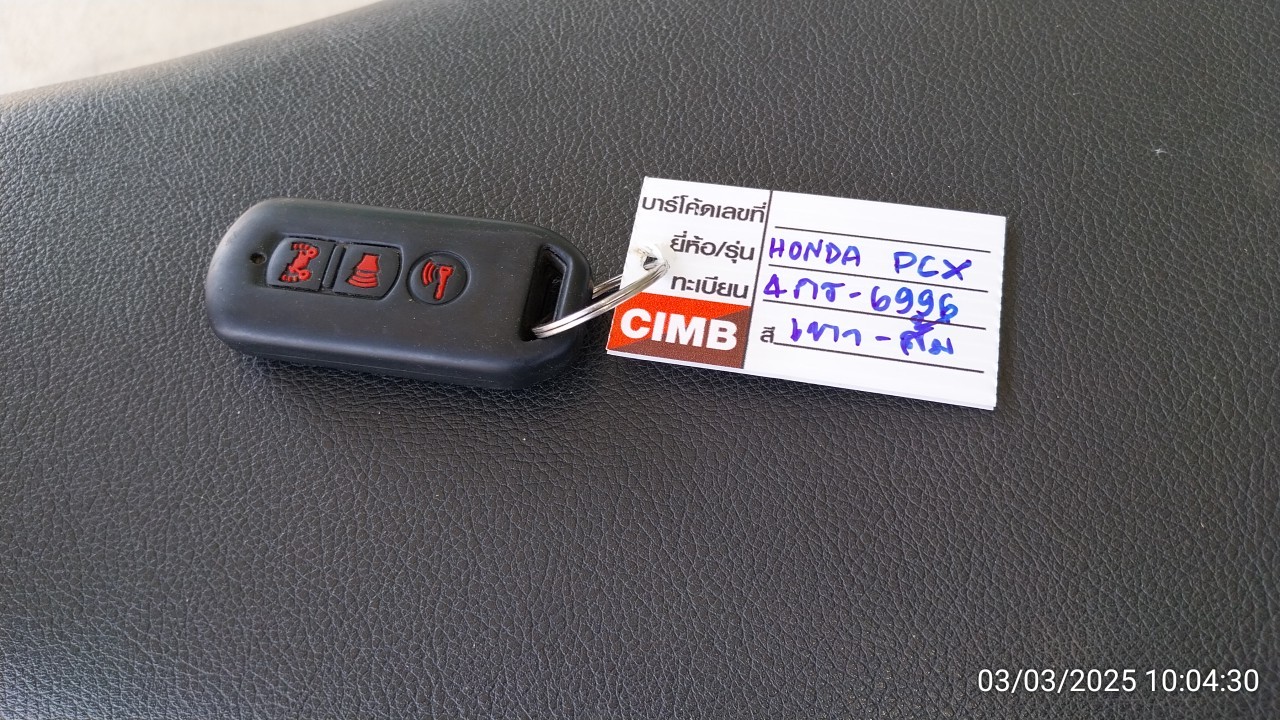 บาร์โค้ดเลขที่
ยี่ห้อ/รุ่น HONDA PCX
ทะเบียน 4กช-6996
CIMB สี เทา-ส้ม
03/03/2025 10:04:30